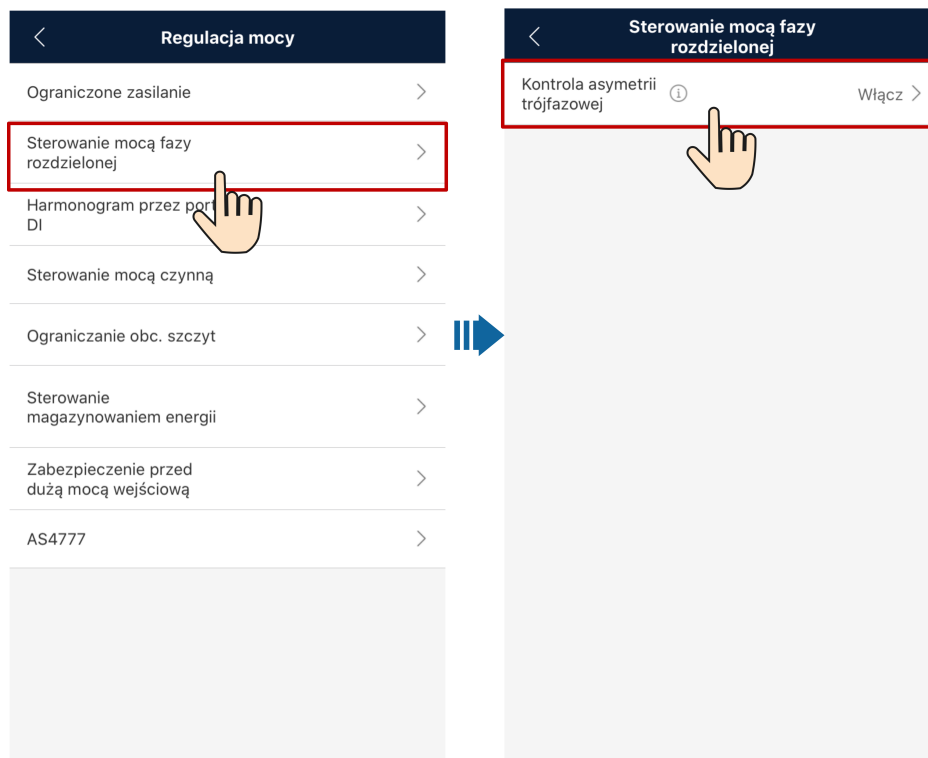 Regulacja mocy
Ograniczone zasilanie
Sterowanie mocą fazy
rozdzielonej
Harmonogram przez port
DI
Sterowanie mocą czynną
Ograniczanie obc. szczyt
Sterowanie
magazynowaniem energii
Zabezpieczenie przed
dużą mocą wejściową
AS4777
Sterowanie mocą fazy
rozdzielonej
Kontrola asymetrii
trójfazowej
Włącz